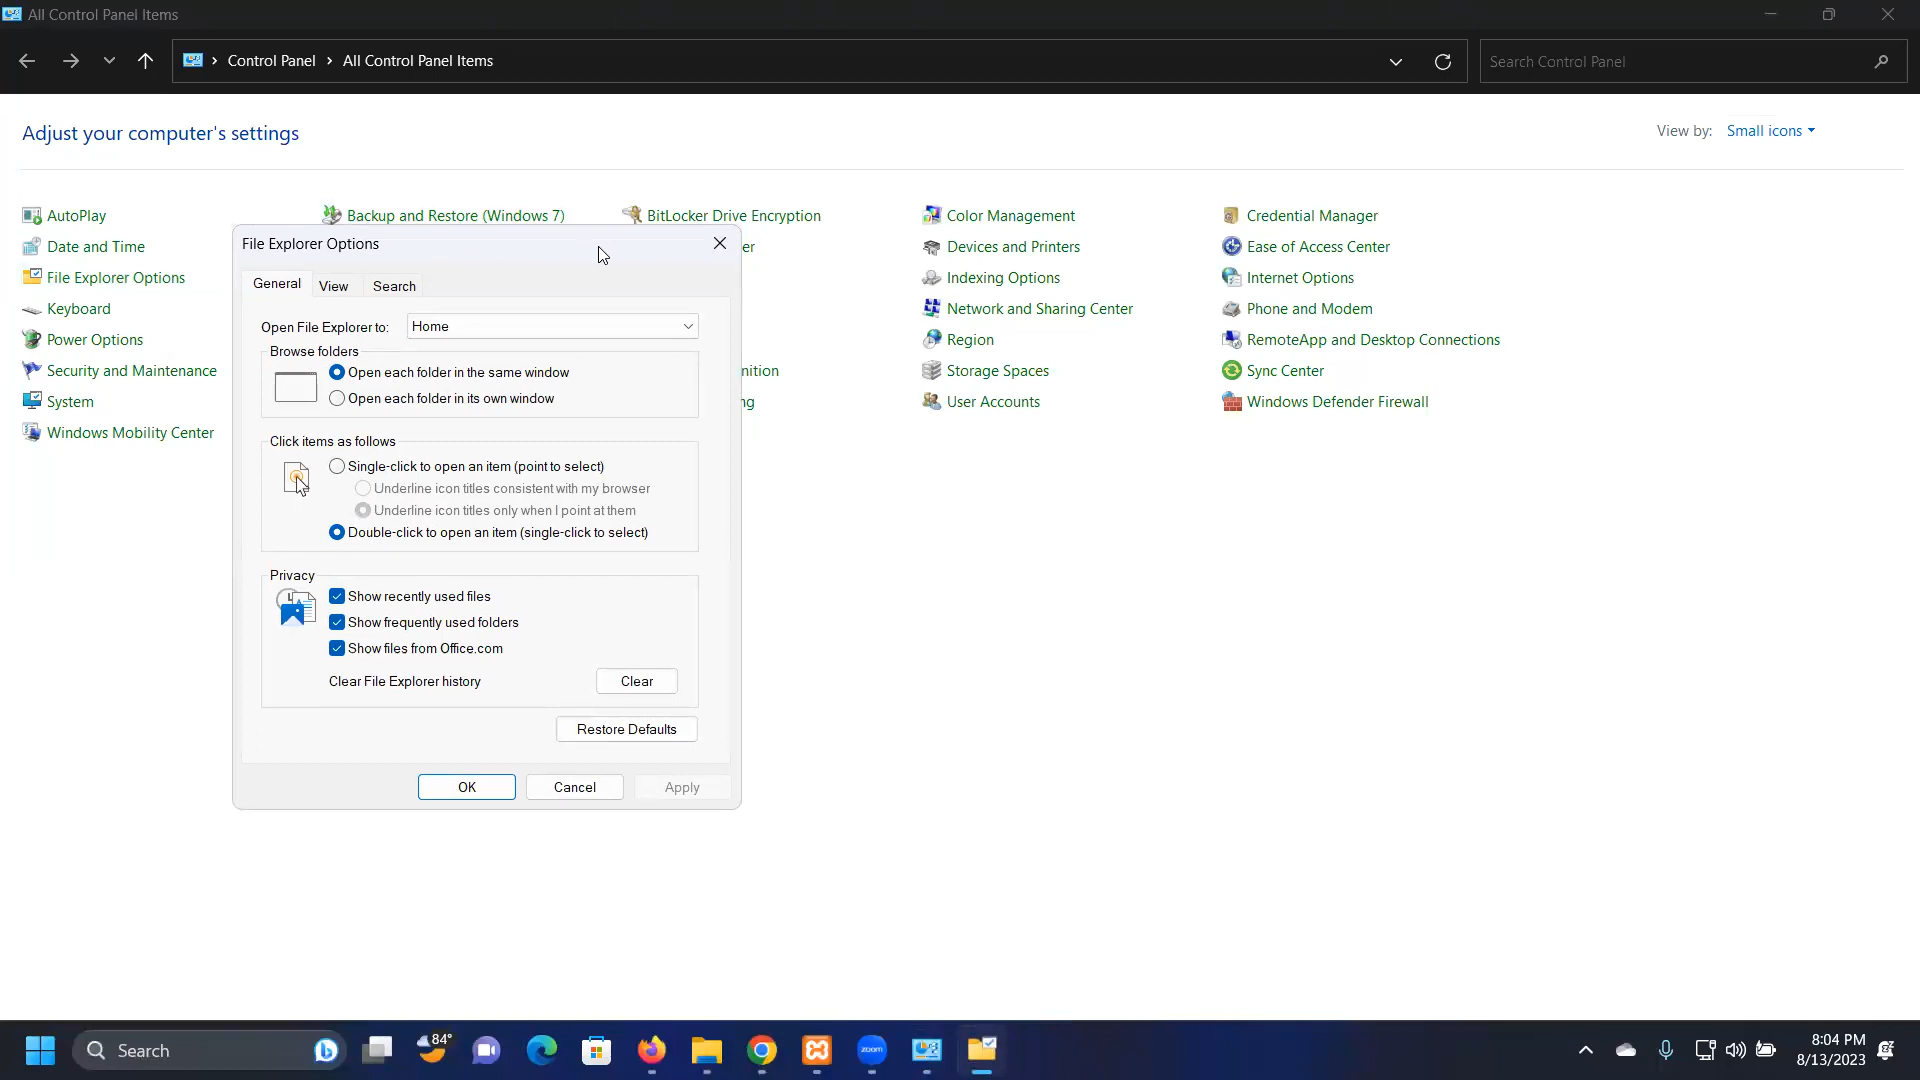 All Control Panel Items
Control Panel › All Control Panel Items
Search Control Panel
Adjust your computer's settings
View by: Small icons
AutoPlay
Backup and Restore (Windows 7)
BitLocker Drive Encryption
Color Management
Credential Manager
Date and Time
er
Devices and Printers
Ease of Access Center
File Explorer Options
Indexing Options
Internet Options
Keyboard
Network and Sharing Center
Phone and Modem
Power Options
Region
RemoteApp and Desktop Connections
Security and Maintenance
nition
Storage Spaces
Sync Center
System
ng
User Accounts
Windows Defender Firewall
Windows Mobility Center
File Explorer Options
General View Search
Open File Explorer to: Home
Browse folders
Open each folder in the same window
Open each folder in its own window
Click items as follows
Single-click to open an item (point to select)
Underline icon titles consistent with my browser
Underline icon titles only when I point at them
Double-click to open an item (single-click to select)
Privacy
Show recently used files
Show frequently used folders
Show files from Office.com
Clear File Explorer history Clear
Restore Defaults
OK Cancel Apply
Search
84°
zoom
8:04 PM
8/13/2023